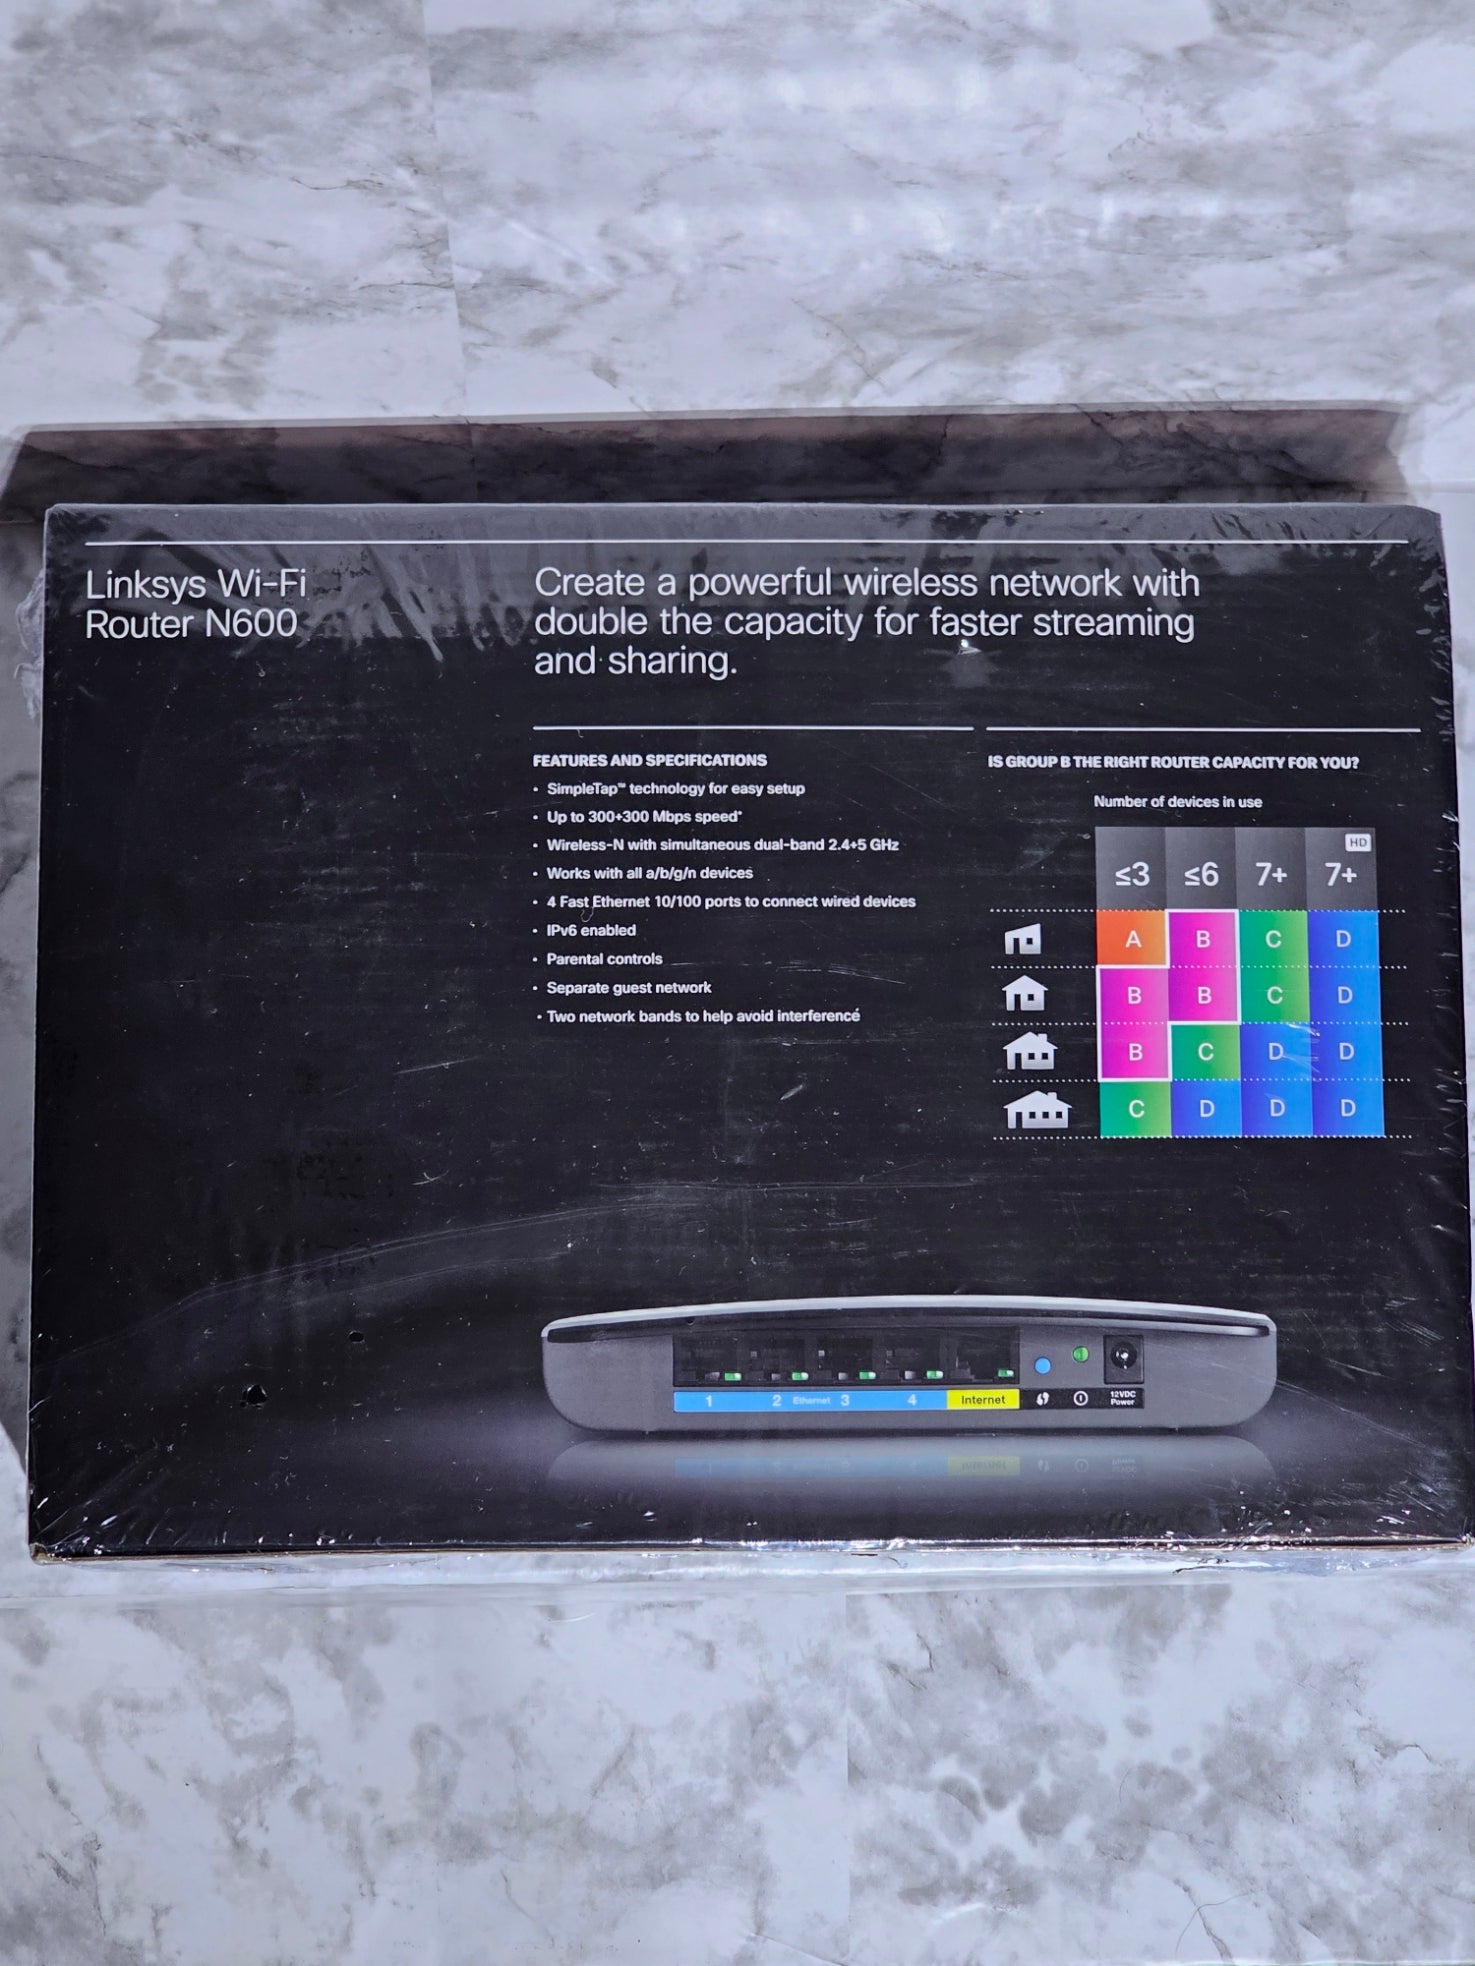 Linksys Wi-Fi
Router N600
Create a powerful wireless network with
double the capacity for faster streaming
and sharing.
FEATURES AND SPECIFICATIONS
• SimpleTap™ technology for easy setup
• Up to 300+300 Mbps speed*
• Wireless-N with simultaneous dual-band 2.4+5 GHz
• Works with all a/b/g/n devices
• 4 Fast Ethernet 10/100 ports to connect wired devices
• IPv6 enabled
• Parental controls
• Separate guest network
• Two network bands to help avoid interference
IS GROUP B THE RIGHT ROUTER CAPACITY FOR YOU?
Number of devices in use
HD
≤3 ≤6 7+ 7+
A B C D
B B C D
B C D D
C D D D
1 2 Ethernet 3 4 Internet 12VDC
Power